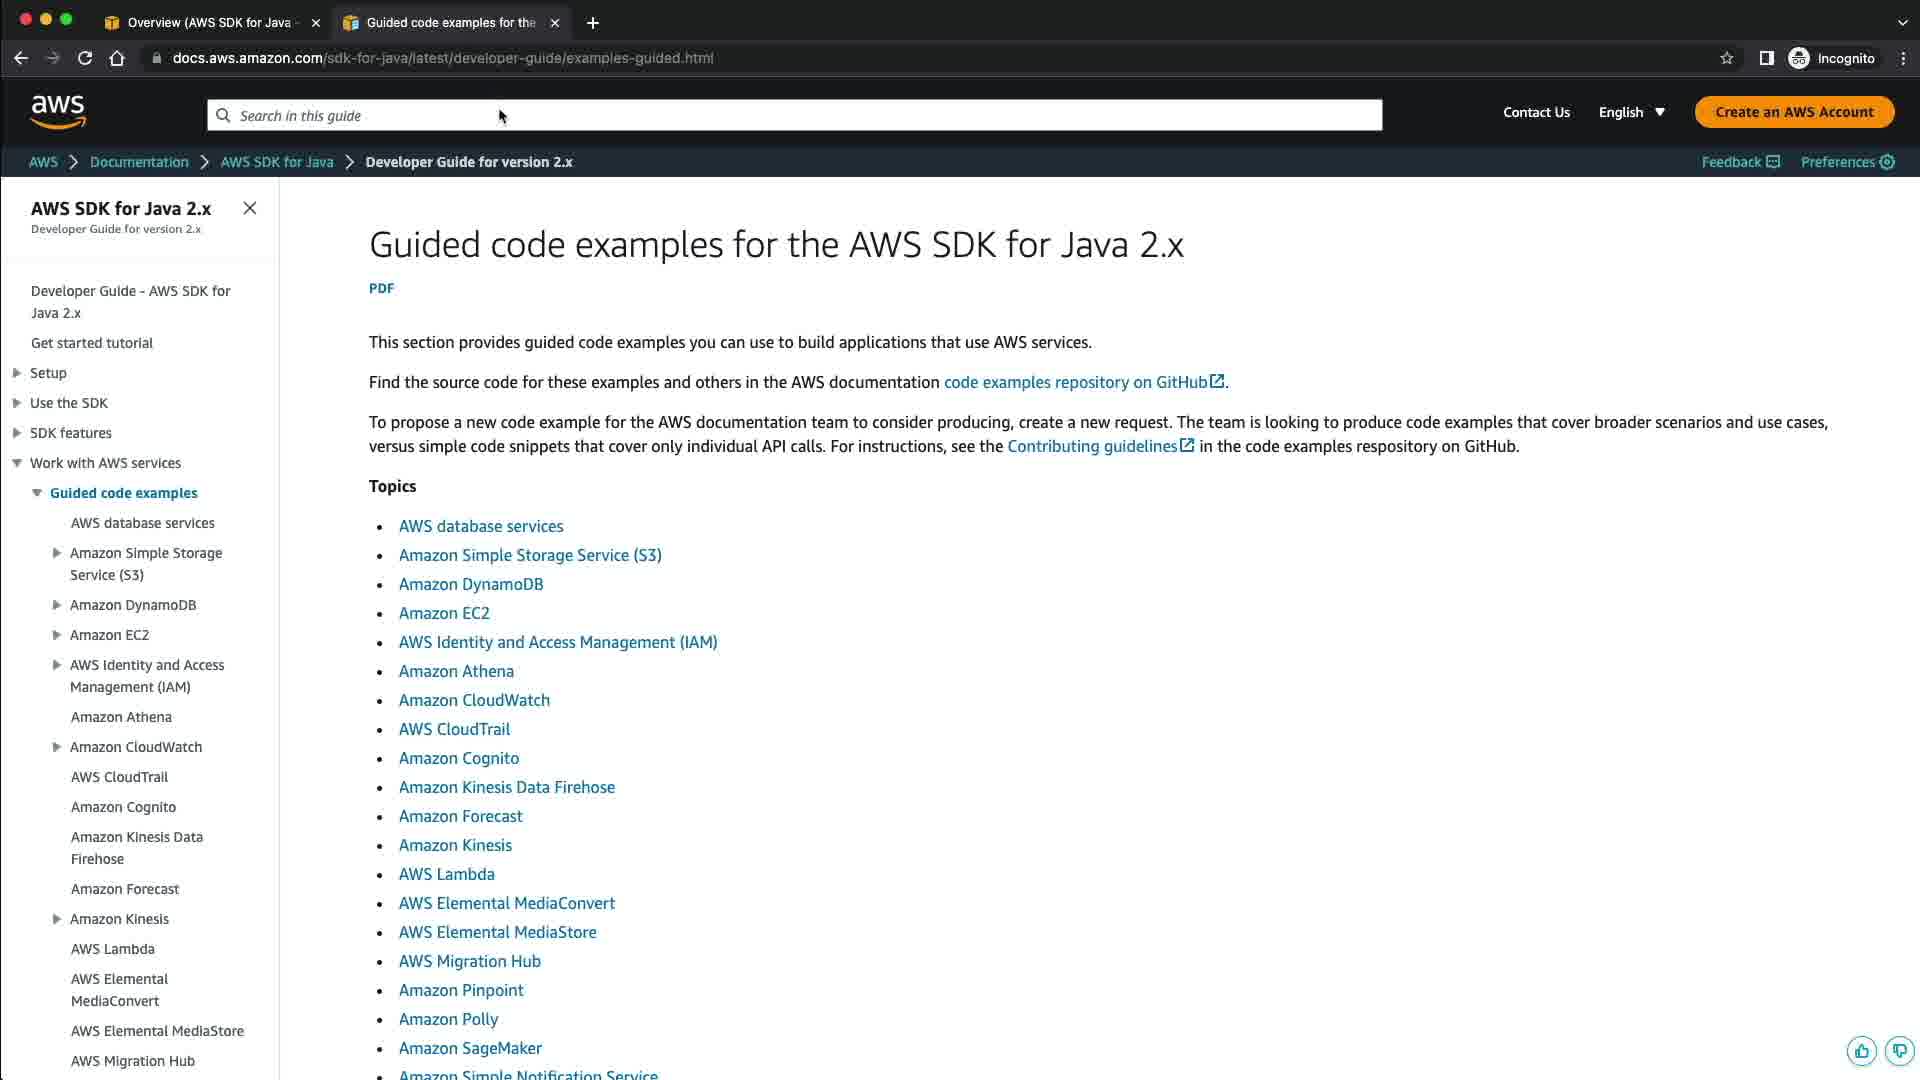 Overview (AWS SDK for Java -
Guided code examples for the
docs.aws.amazon.com/sdk-for-java/latest/developer-guide/examples-guided.html
Incognito
aws
Search in this guide
Contact Us
English
Create an AWS Account
AWS
Documentation
AWS SDK for Java
Developer Guide for version 2.x
Feedback
Preferences
AWS SDK for Java 2.x
Developer Guide for version 2.x
Developer Guide - AWS SDK for
Java 2.x
Get started tutorial
Setup
Use the SDK
SDK features
Work with AWS services
Guided code examples
AWS database services
Amazon Simple Storage
Service (S3)
Amazon DynamoDB
Amazon EC2
AWS Identity and Access
Management (IAM)
Amazon Athena
Amazon CloudWatch
AWS CloudTrail
Amazon Cognito
Amazon Kinesis Data
Firehose
Amazon Forecast
Amazon Kinesis
AWS Lambda
AWS Elemental
MediaConvert
AWS Elemental MediaStore
AWS Migration Hub
Guided code examples for the AWS SDK for Java 2.x
PDF
This section provides guided code examples you can use to build applications that use AWS services.
Find the source code for these examples and others in the AWS documentation code examples repository on GitHub.
To propose a new code example for the AWS documentation team to consider producing, create a new request. The team is looking to produce code examples that cover broader scenarios and use cases,
versus simple code snippets that cover only individual API calls. For instructions, see the Contributing guidelines in the code examples respository on GitHub.
Topics
• AWS database services
• Amazon Simple Storage Service (S3)
• Amazon DynamoDB
• Amazon EC2
• AWS Identity and Access Management (IAM)
• Amazon Athena
• Amazon CloudWatch
• AWS CloudTrail
• Amazon Cognito
• Amazon Kinesis Data Firehose
• Amazon Forecast
• Amazon Kinesis
• AWS Lambda
• AWS Elemental MediaConvert
• AWS Elemental MediaStore
• AWS Migration Hub
• Amazon Pinpoint
• Amazon Polly
• Amazon SageMaker
• Amazon Simple Notification Service